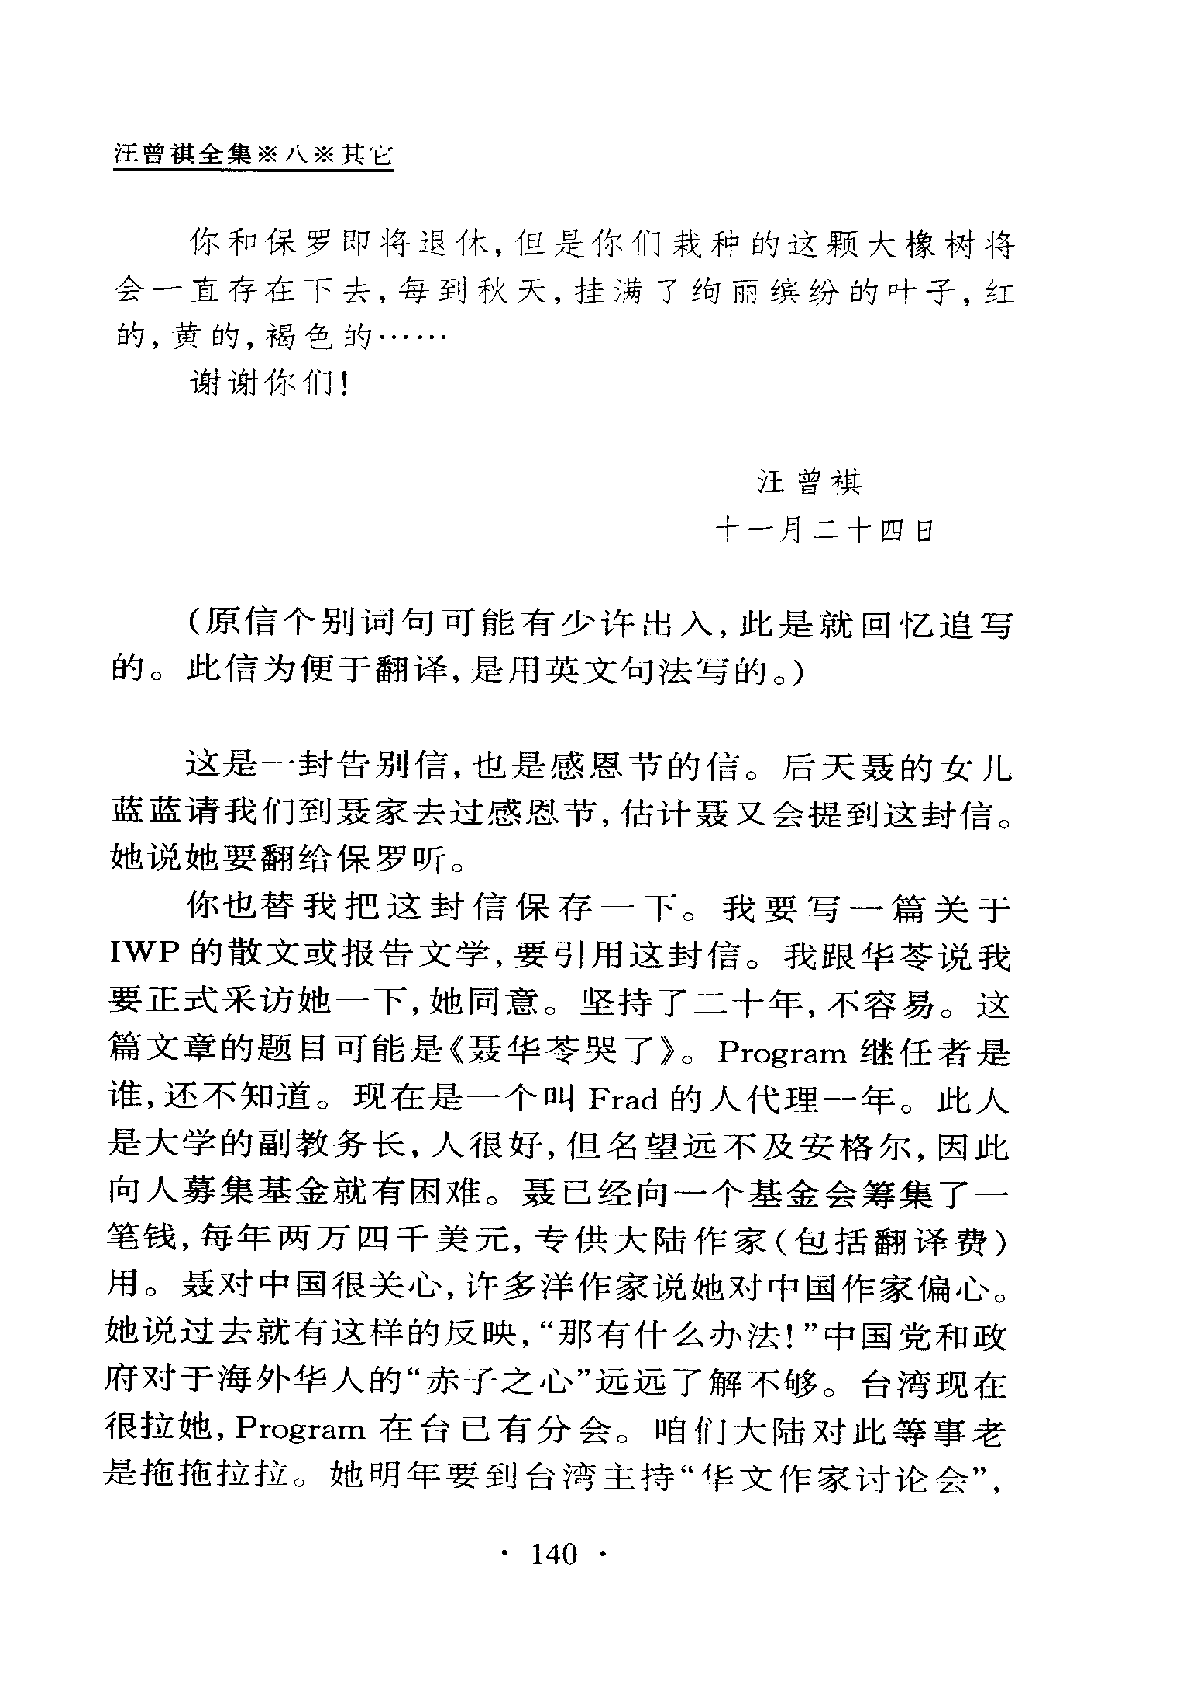 汪曾祺全集※八※其它
你和保罗即将退休，但是你们栽种的这颗大橡树将
会一直存在下去，每到秋天，挂满了绚丽缤纷的叶子，红
的，黄的，褐色的……
谢谢你们！
汪曾祺
十一月二十四日
（原信个别词句可能有少许出入，此是就回忆追写
的。此信为便于翻译，是用英文句法写的。）
这是一封告别信，也是感恩节的信。后天聂的女儿
蓝蓝请我们到聂家去过感恩节，估计聂又会提到这封信。
她说她要翻给保罗听。
你也替我把这封信保存一下。我要写一篇关于
IWP的散文或报告文学，要引用这封信。我跟华苓说我
要正式采访她一下，她同意。坚持了二十年，不容易。这
篇文章的题目可能是《聂华苓哭了》。Program 继任者是
谁，还不知道。现在是一个叫 Frad 的人代理一年。此人
是大学的副教务长，人很好，但名望远不及安格尔，因此
向人募集基金就有困难。聂已经向一个基金会筹集了一
笔钱，每年两万四千美元，专供大陆作家（包括翻译费）
用。聂对中国很关心，许多洋作家说她对中国作家偏心。
她说过去就有这样的反映，“那有什么办法！”中国党和政
府对于海外华人的“赤子之心”远远了解不够。台湾现在
很拉她，Program 在台已有分会。咱们大陆对此等事老
是拖拖拉拉。她明年要到台湾主持“华文作家讨论会”，
· 140 ·